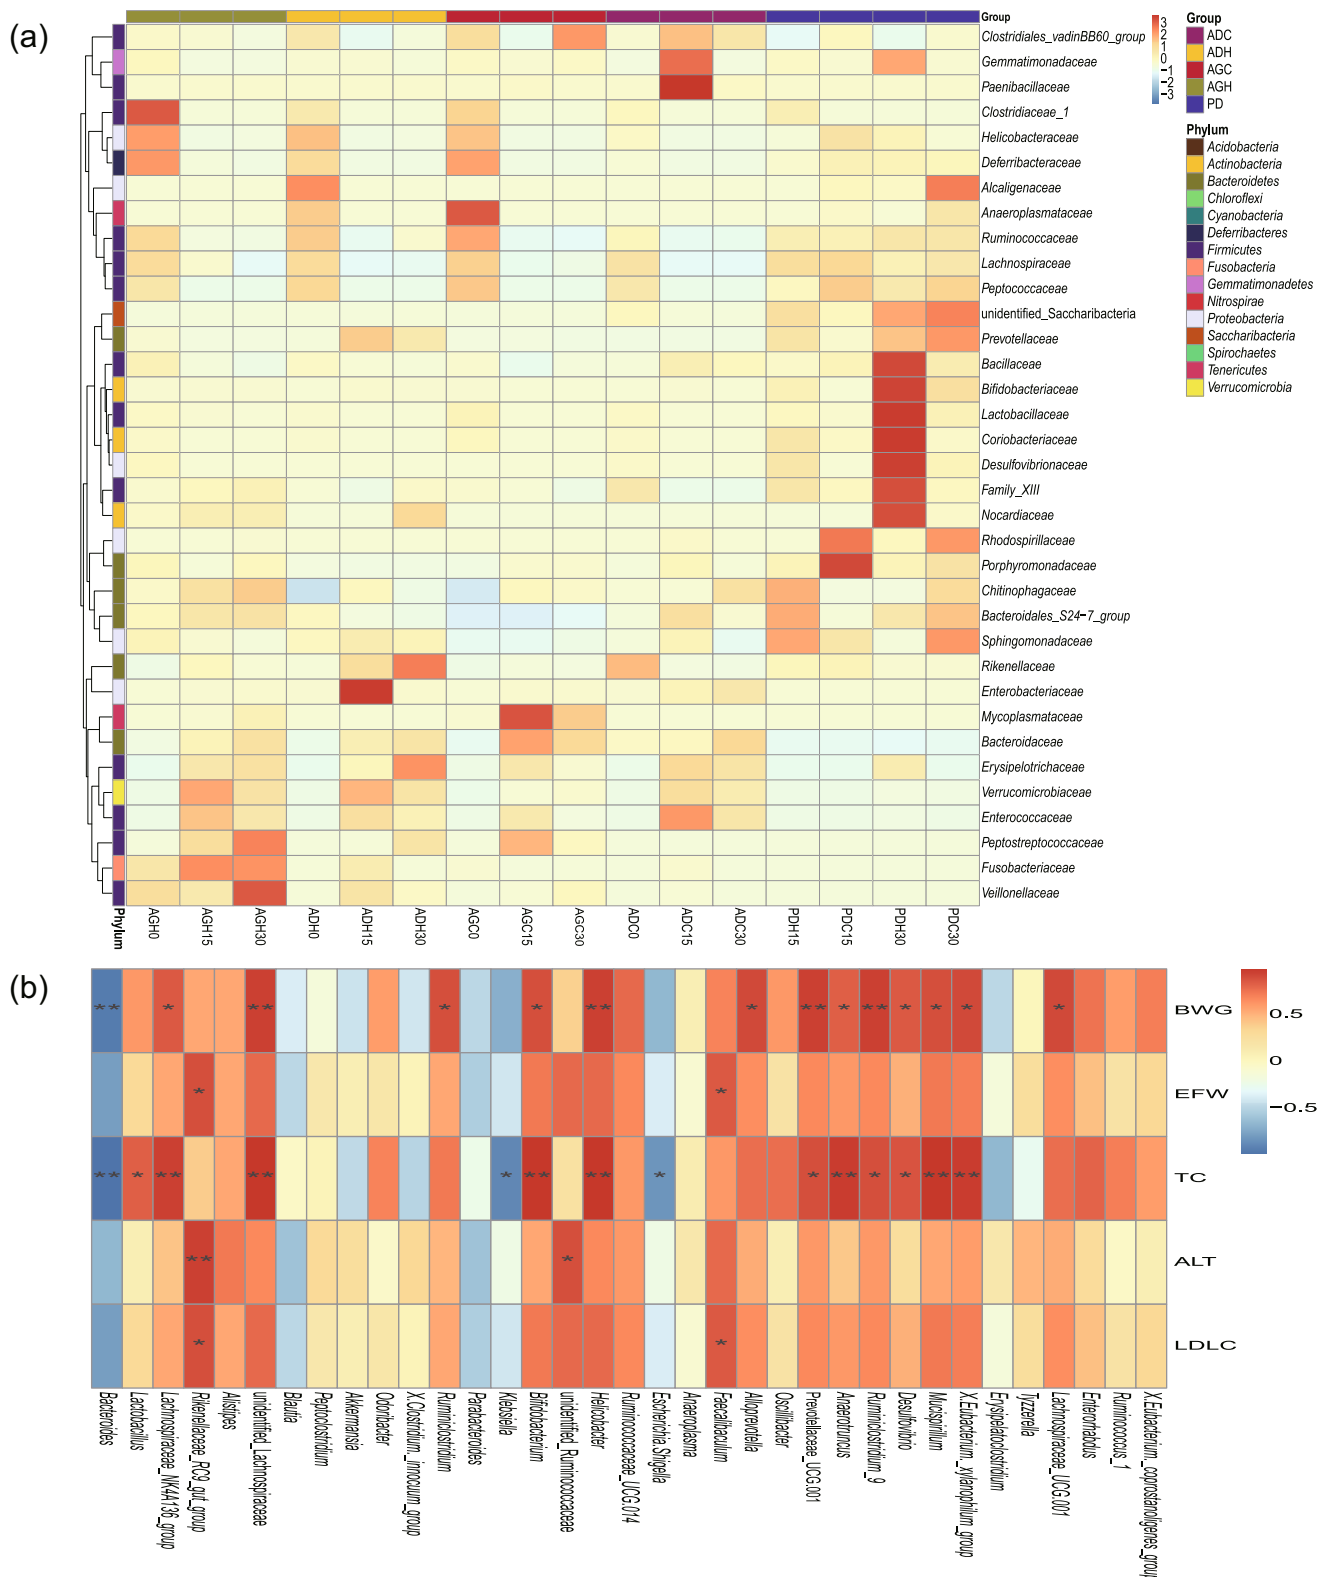 (a)
Group
Clostridiales_vadinBB60_group
Gemmatimonadaceae
Paenibacillaceae
Clostridiaceae_1
Helicobacteraceae
Deferribacteraceae
Alcaligenaceae
Anaeroplasmataceae
Ruminococcaceae
Lachnospiraceae
Peptococcaceae
unidentified_Saccharibacteria
Prevotellaceae
Bacillaceae
Bifidobacteriaceae
Lactobacillaceae
Coriobacteriaceae
Desulfovibrionaceae
Family_XIII
Nocardiaceae
Rhodospirillaceae
Porphyromonadaceae
Chitinophagaceae
Bacteroidales_S24−7_group
Sphingomonadaceae
Rikenellaceae
Enterobacteriaceae
Mycoplasmataceae
Bacteroidaceae
Erysipelotrichaceae
Verrucomicrobiaceae
Enterococcaceae
Peptostreptococcaceae
Fusobacteriaceae
Veillonellaceae
3
2
1
0
−1
−2
−3
Group
ADC
ADH
AGC
AGH
PD
Phylum
Acidobacteria
Actinobacteria
Bacteroidetes
Chloroflexi
Cyanobacteria
Deferribacteres
Firmicutes
Fusobacteria
Gemmatimonadetes
Nitrospirae
Proteobacteria
Saccharibacteria
Spirochaetes
Tenericutes
Verrucomicrobia
Phylum
AGH0
AGH15
AGH30
ADH0
ADH15
ADH30
AGC0
AGC15
AGC30
ADC0
ADC15
ADC30
PDH15
PDC15
PDH30
PDC30
(b)
** * ** * * ** * ** * ** * * * * BWG
* * EFW
** * ** ** * ** ** * * ** * * ** ** TC
** * ALT
* * LDLC
0.5
0
−0.5
Bacteroides
Lactobacillus
Lachnospiraceae_NK4A136_group
Rikenellaceae_RC9_gut_group
Alistipes
unidentified_Lachnospiraceae
Blautia
Peptoclostridium
Akkermansia
Odoribacter
X.Clostridium._innocuum_group
Ruminiclostridium
Parabacteroides
Klebsiella
Bifidobacterium
unidentified_Ruminococcaceae
Helicobacter
Ruminococcaceae_UCG.014
Escherichia.Shigella
Anaeroplasma
Faecalibaculum
Alloprevotella
Oscillibacter
Prevotellaceae_UCG.001
Anaerotruncus
Ruminiclostridium_9
Desulfovibrio
Mucispirillum
X.Eubacterium._xylanophilum_group
Erysipelatoclostridium
Tyzzerella
Lachnospiraceae_UCG.001
Enterorhabdus
Ruminococcus_1
X.Eubacterium._coprostanoligenes_group